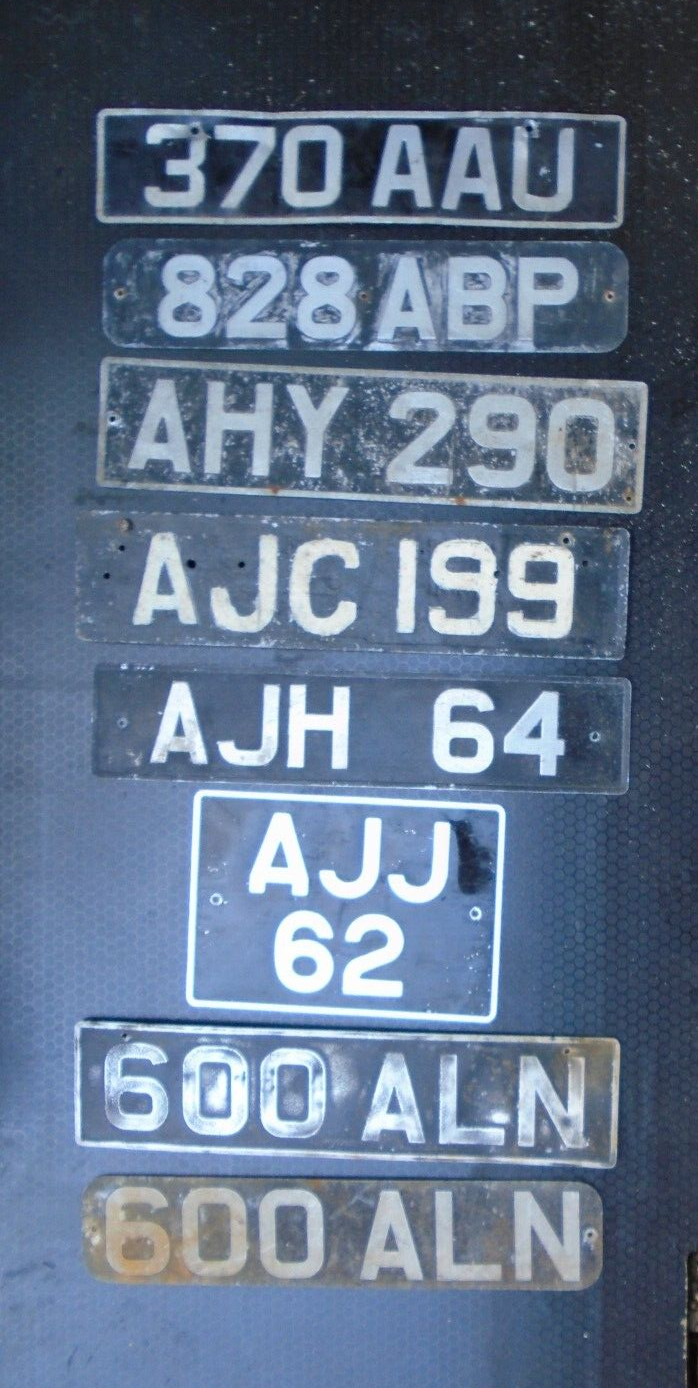 370 AAU
828 ABP
AHY 290
AJC 199
AJH 64
AJJ
62
600 ALN
600 ALN